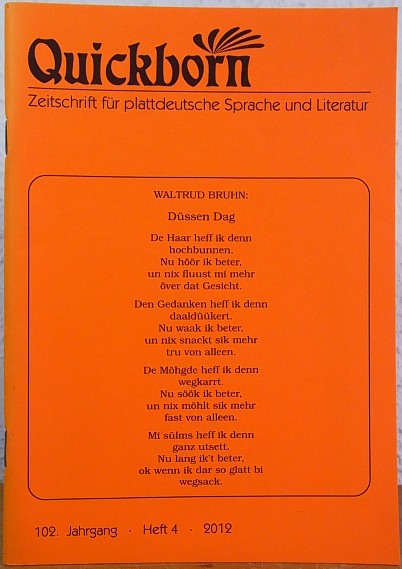 Quickborn
Zeitschrift für plattdeutsche Sprache und Literatur
WALTRUD BRUHN:
Düssen Dag
De Haar heff ik denn
hochbunnen.
Nu höör ik beter,
un nix fluust mi mehr
över dat Gesicht.
Den Gedanken heff ik denn
daaldüükert.
Nu waak ik beter,
un nix snackt sik mehr
tru von alleen.
De Möhgde heff ik denn
wegkarrt.
Nu söök ik beter,
un nix möhlt sik mehr
fast von alleen.
Mi sülms heff ik denn
ganz utsett.
Nu lang ik't beter,
ok wenn ik dar so glatt bi
wegsack.
102. Jahrgang · Heft 4 · 2012